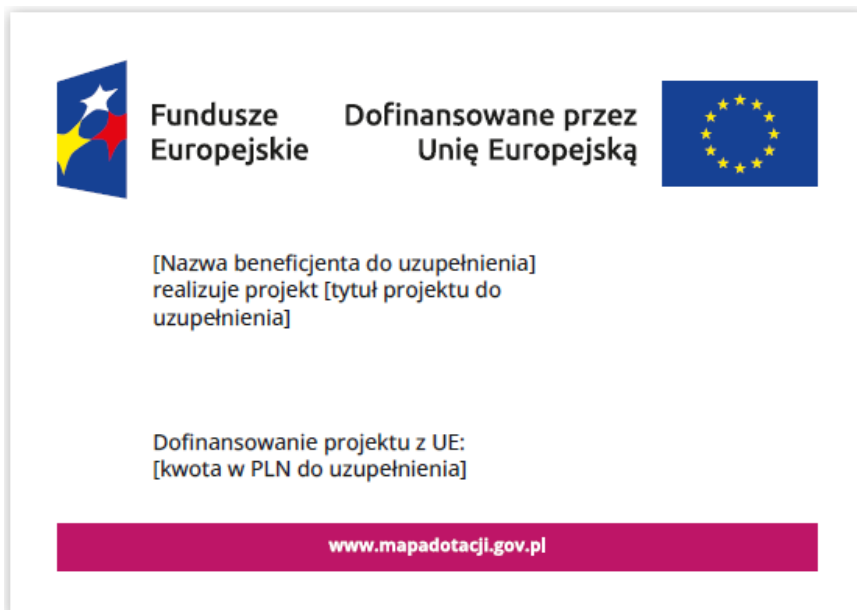 Fundusze
Europejskie
Dofinansowane przez
Unię Europejską
[Nazwa beneficjenta do uzupełnienia]
realizuje projekt [tytuł projektu do
uzupełnienia]
Dofinansowanie projektu z UE:
[kwota w PLN do uzupełnienia]
www.mapadotacji.gov.pl